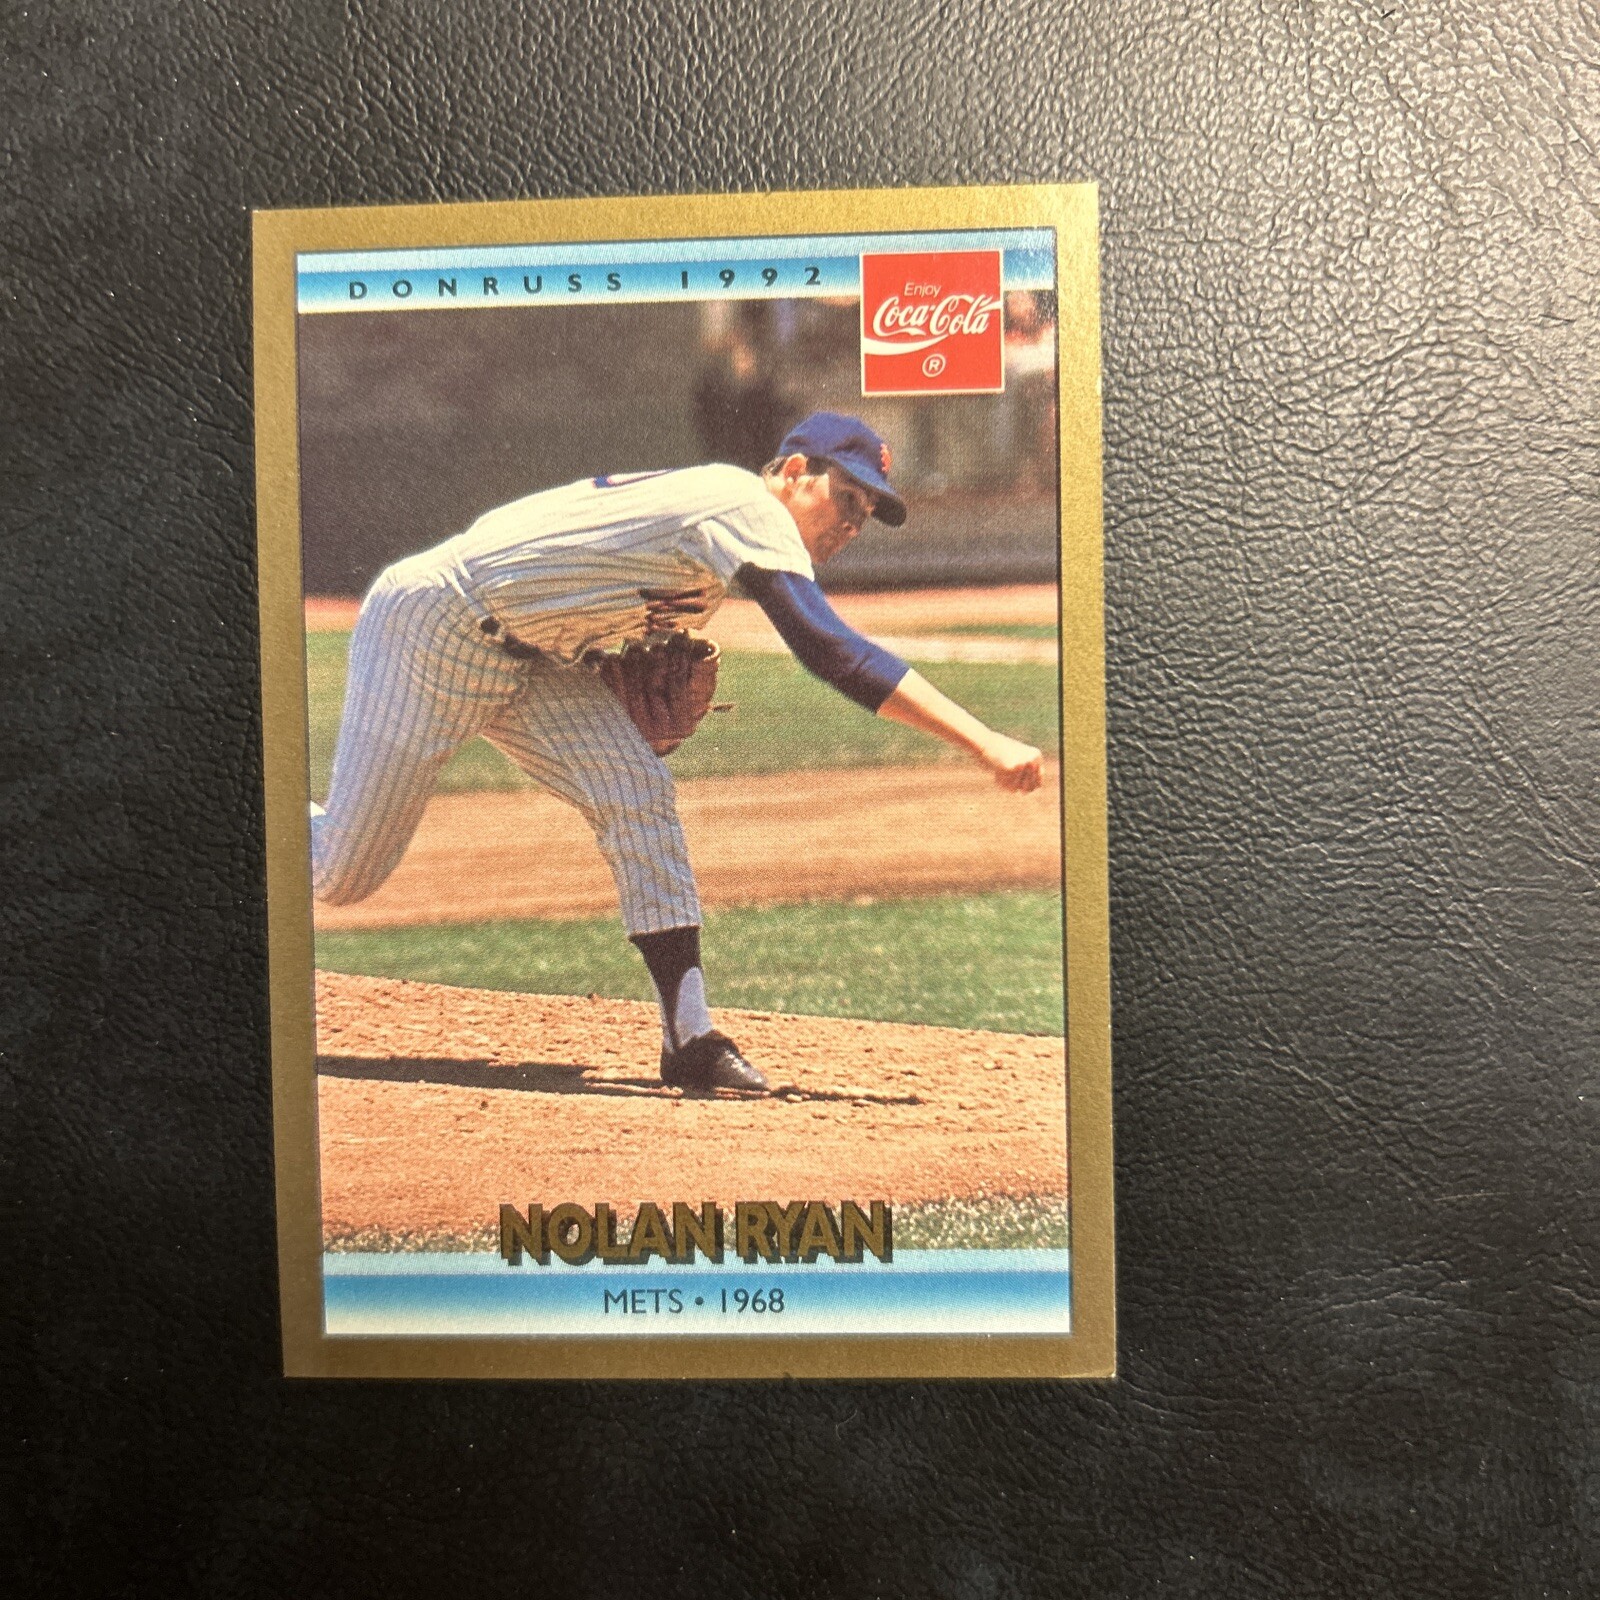 DONRUSS 1992
Enjoy
Coca-Cola
®
NOLAN RYAN
METS • 1968